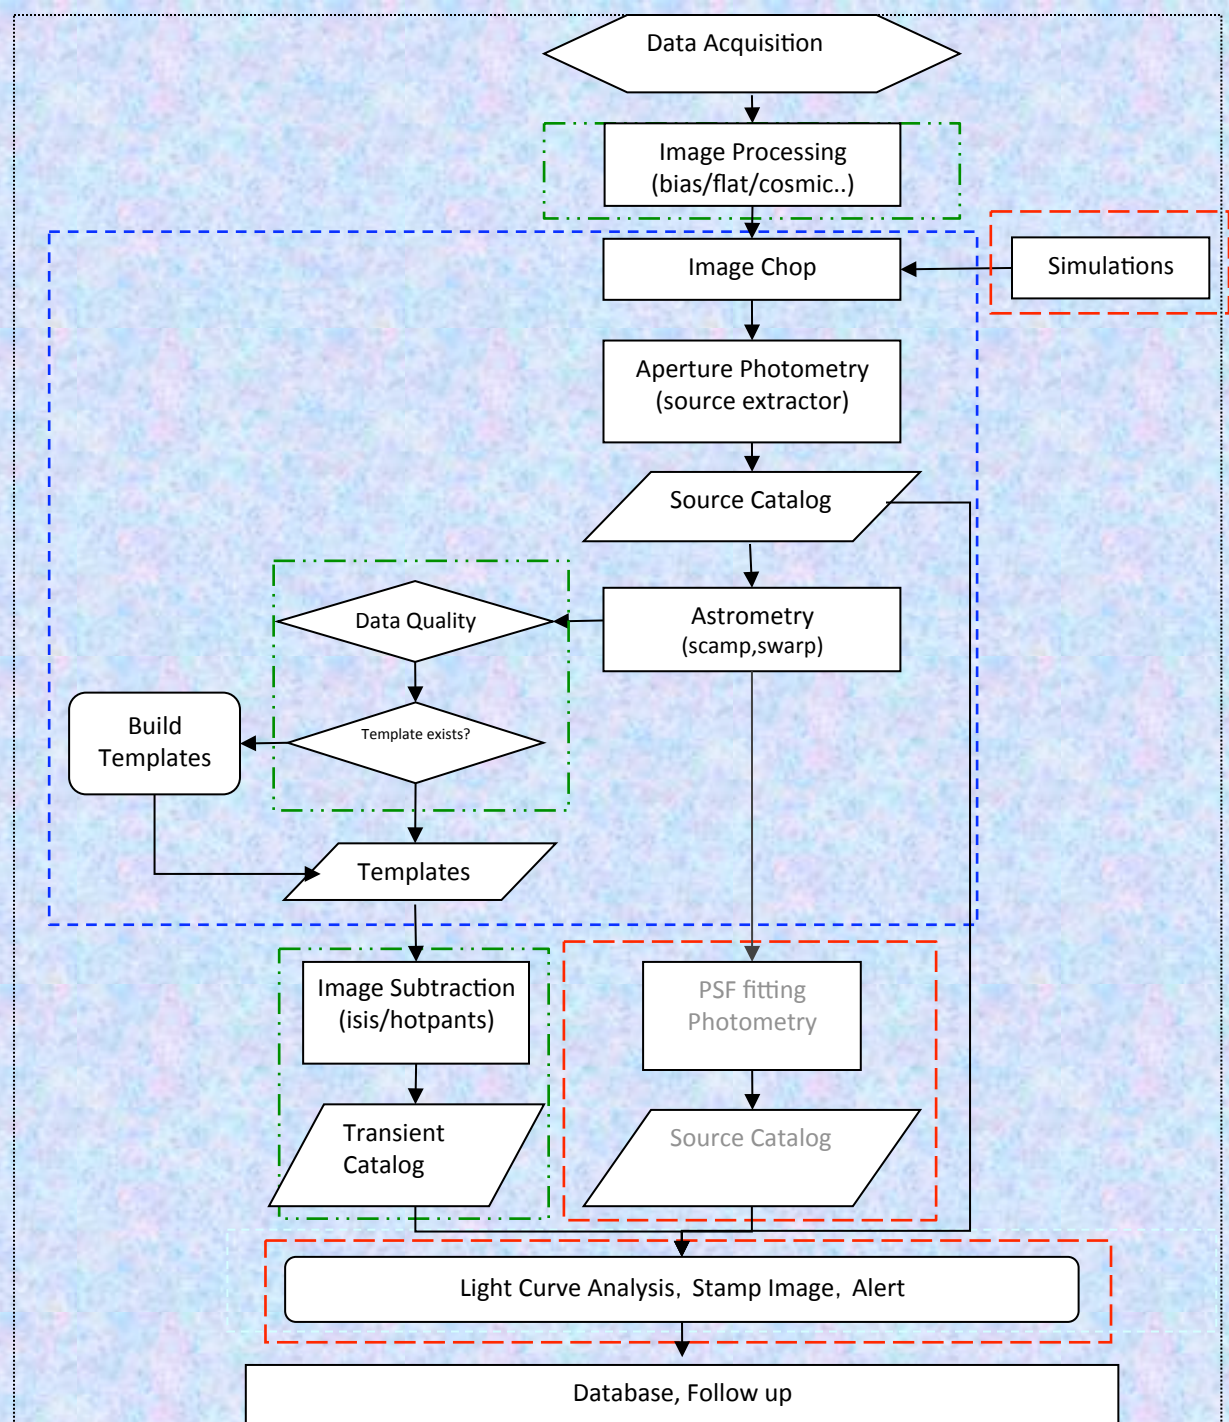 Data Acquisition
Image Processing
(bias/flat/cosmic..)
Image Chop
Simulations
Aperture Photometry
(source extractor)
Source Catalog
Astrometry
(scamp,swarp)
Data Quality
Template exists?
Build
Templates
Templates
Image Subtraction
(isis/hotpants)
PSF fitting
Photometry
Transient
Catalog
Source Catalog
Light Curve Analysis, Stamp Image, Alert
Database, Follow up